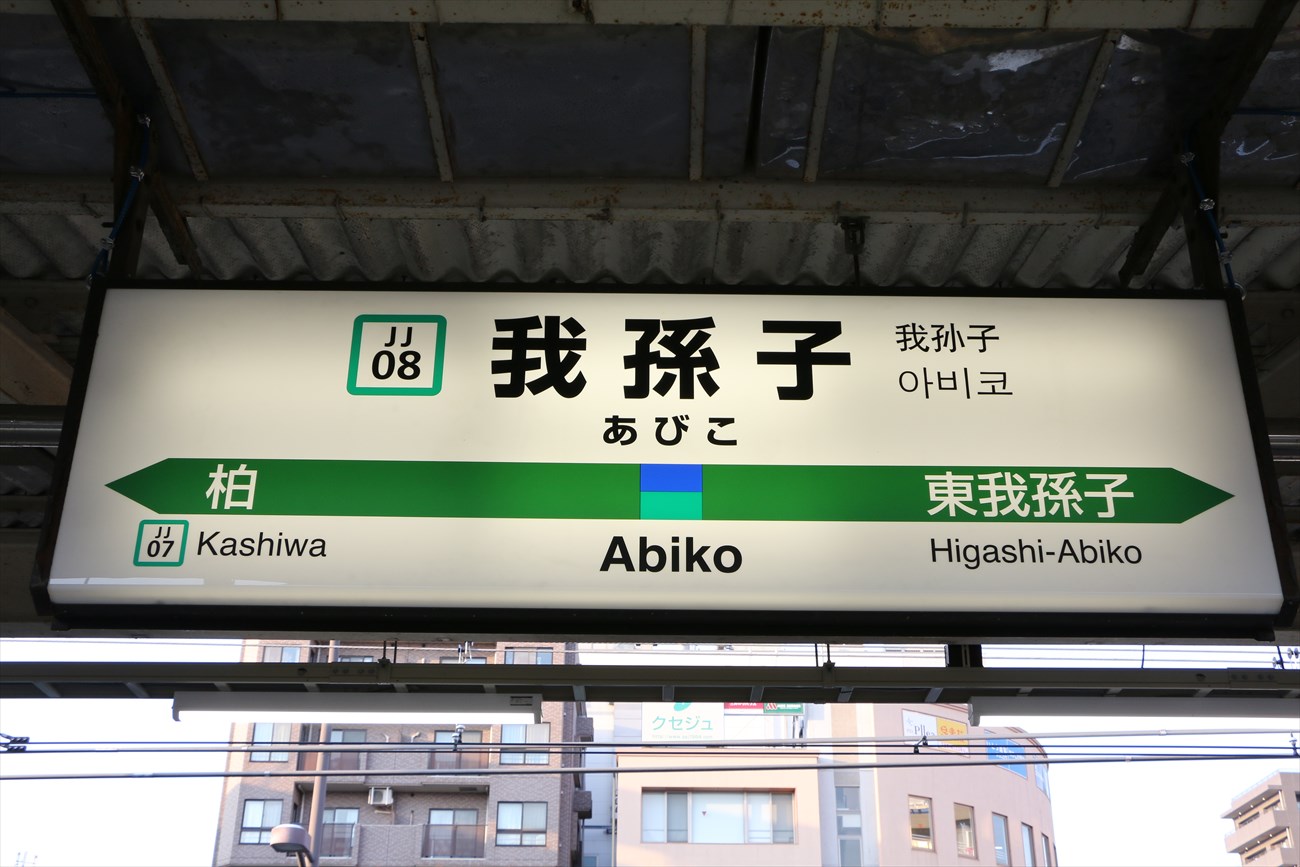 JJ
08
我孫子
我孙子
아비코
あびこ
柏
東我孫子
JJ
07
Kashiwa
Abiko
Higashi-Abiko
クセジュ